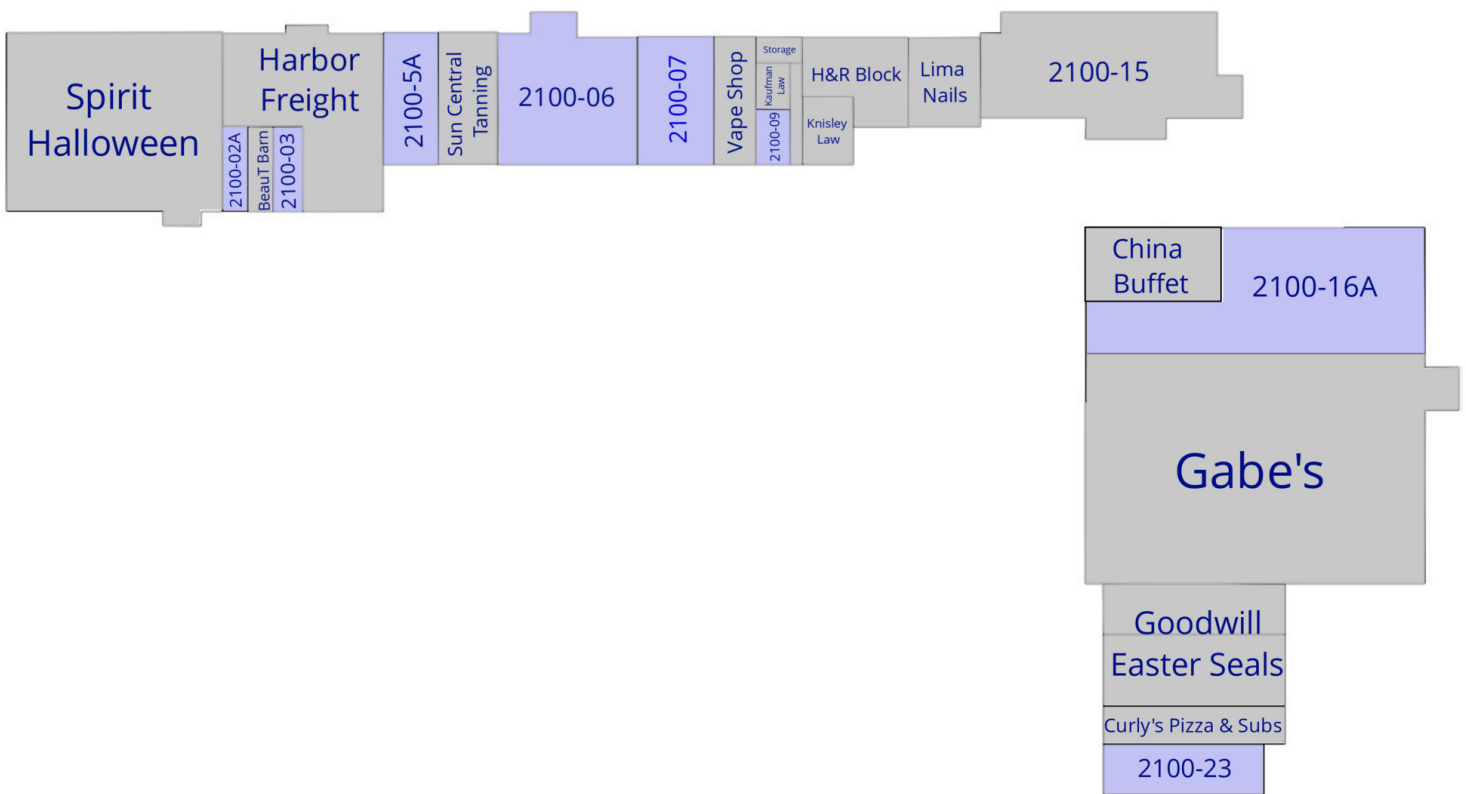 Spirit
Halloween
Harbor
Freight
2100-02A
BeauT Barn
2100-03
2100-5A
Sun Central
Tanning
2100-06
2100-07
Vape Shop
Storage
Kaufman
Law
2100-09
H&R Block
Knisley
Law
Lima
Nails
2100-15
China
Buffet
2100-16A
Gabe's
Goodwill
Easter Seals
Curly's Pizza & Subs
2100-23